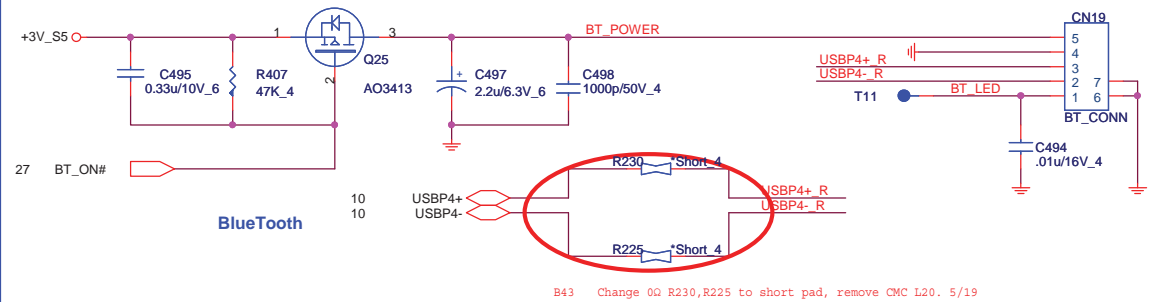 CN19
+3V_S5
1
3
BT_POWER
5
4
Q25
USBP4+_R
3
C495
0.33u/10V_6
R407
47K_4
2
AO3413
+
C497
2.2u/6.3V_6
C498
1000p/50V_4
USBP4-_R
2
7
T11
BT_LED
1
6
BT_CONN
C494
.01u/16V_4
27
BT_ON#
R230
*Short_4
10
USBP4+
USBP4+_R
10
USBP4-
USBP4-_R
BlueTooth
R225
*Short_4
B43 Change 0Ω R230,R225 to short pad, remove CMC L20. 5/19